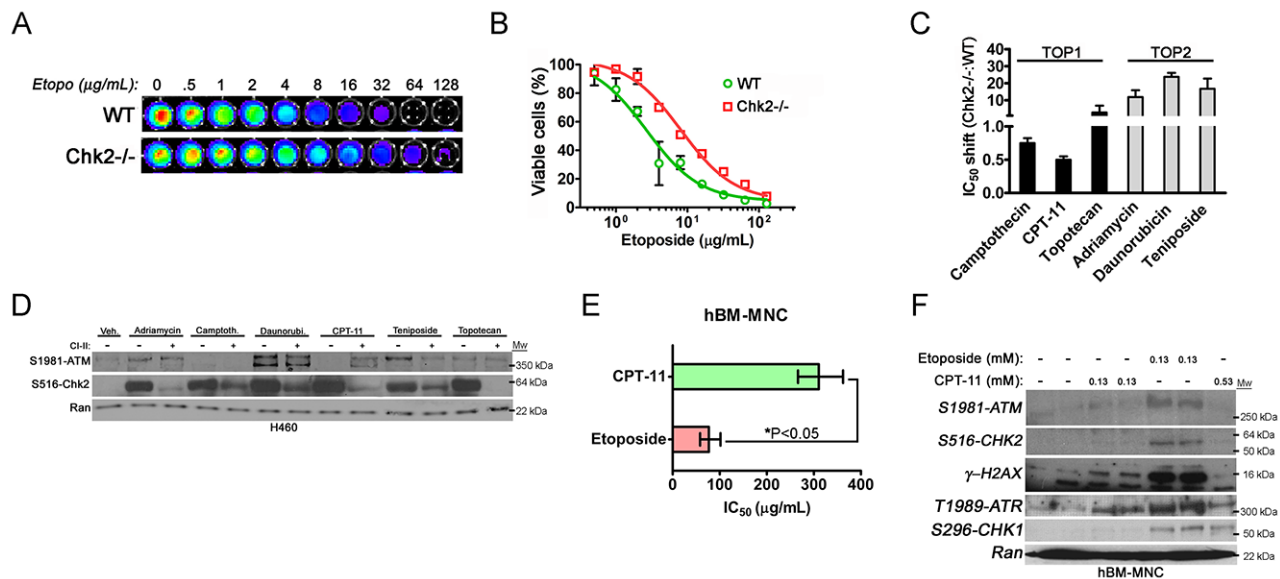 A
Etopo (μg/mL): 0 .5 1 2 4 8 16 32 64 128
WT
Chk2-/-
B
Viable cells (%)
100
80
60
40
20
0
10⁰ 10¹ 10²
Etoposide (μg/mL)
WT
Chk2-/-
C
TOP1 TOP2
IC₅₀ shift (Chk2-/-:WT)
40
30
20
10
1.0
0.5
0.0
Camptothecin
CPT-11
Topotecan
Adriamycin
Daunorubicin
Teniposide
D
Veh. Adriamycin Camptoth. Daunorubi. CPT-11 Teniposide Topotecan
CI-II: - - + - + - + - + - + - + Mw
S1981-ATM 350 kDa
S516-Chk2 64 kDa
Ran 22 kDa
H460
E
hBM-MNC
CPT-11
Etoposide
*P<0.05
0 100 200 300 400
IC₅₀ (μg/mL)
F
Etoposide (mM): - - - - 0.13 0.13 -
CPT-11 (mM): - - 0.13 0.13 - - 0.53 Mw
S1981-ATM 250 kDa
S516-CHK2 64 kDa
50 kDa
γ-H2AX 16 kDa
T1989-ATR 300 kDa
S296-CHK1 50 kDa
Ran 22 kDa
hBM-MNC